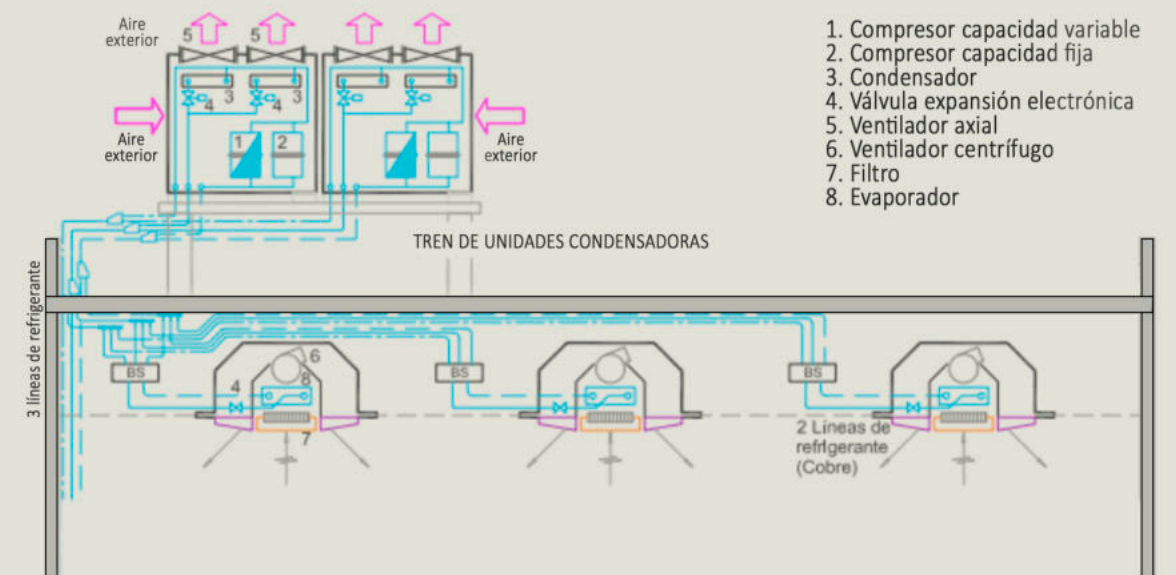 Aire
exterior
5
5
1. Compresor capacidad variable
2. Compresor capacidad fija
3. Condensador
4. Válvula expansión electrónica
5. Ventilador axial
6. Ventilador centrífugo
7. Filtro
8. Evaporador
4
3
4
3
1
2
Aire
exterior
Aire
exterior
TREN DE UNIDADES CONDENSADORAS
3 líneas de refrigerante
BS
BS
BS
6
8
4
7
2 Líneas de
refrigerante
(Cobre)